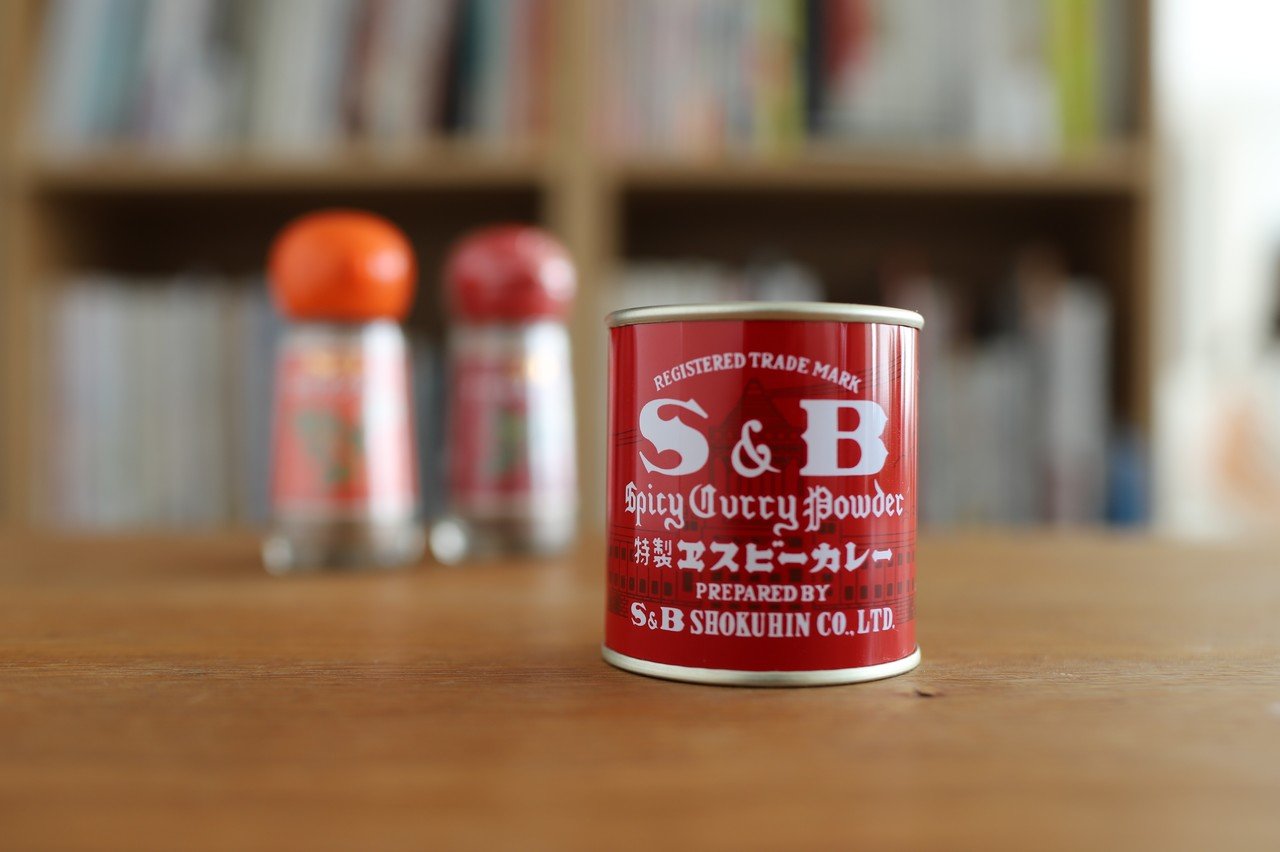 REGISTERED TRADE MARK
S & B
Spicy Curry Powder
特製 ヱスビーカレー
PREPARED BY
S&B SHOKUHIN CO., LTD.